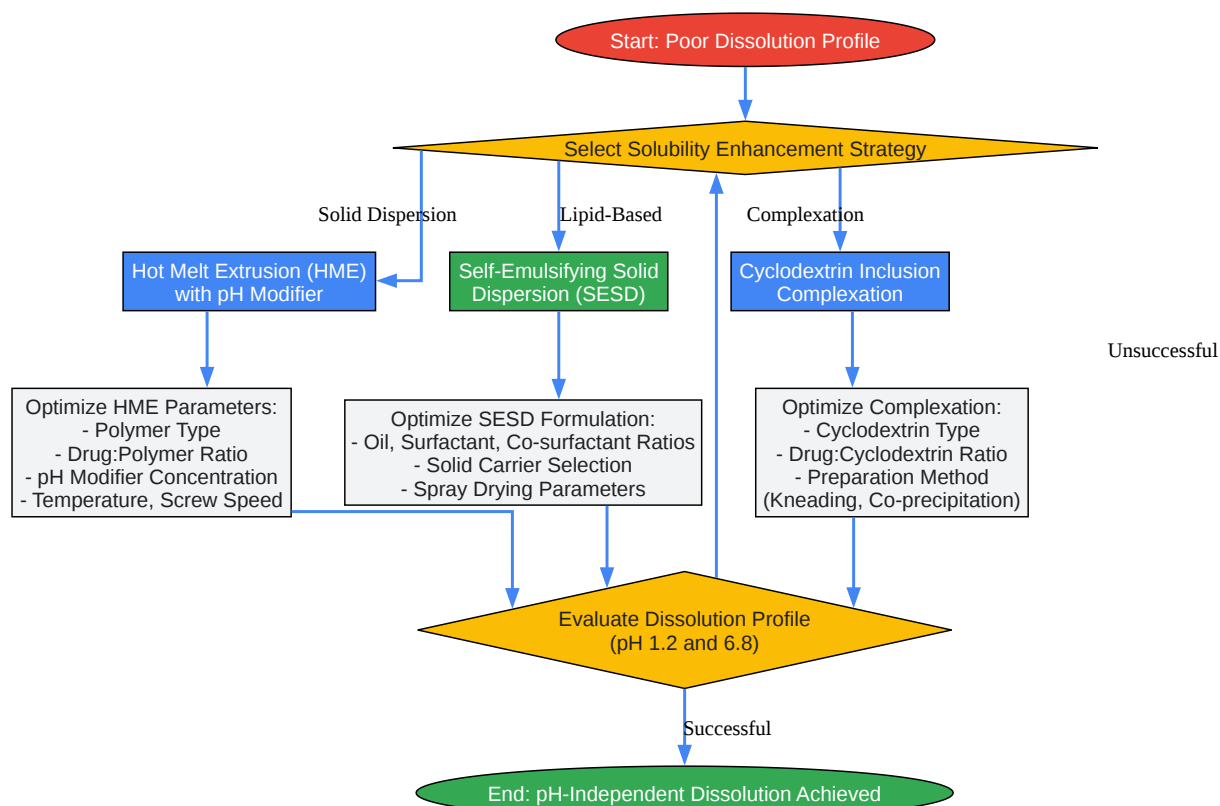 Start: Poor Dissolution Profile
Select Solubility Enhancement Strategy
Solid Dispersion
Lipid-Based
Complexation
Hot Melt Extrusion (HME)
with pH Modifier
Self-Emulsifying Solid
Dispersion (SESD)
Cyclodextrin Inclusion
Complexation
Unsuccessful
Optimize HME Parameters:
- Polymer Type
- Drug:Polymer Ratio
- pH Modifier Concentration
- Temperature, Screw Speed
Optimize SESD Formulation:
- Oil, Surfactant, Co-surfactant Ratios
- Solid Carrier Selection
- Spray Drying Parameters
Optimize Complexation:
- Cyclodextrin Type
- Drug:Cyclodextrin Ratio
- Preparation Method
(Kneading, Co-precipitation)
Evaluate Dissolution Profile
(pH 1.2 and 6.8)
Successful
End: pH-Independent Dissolution Achieved